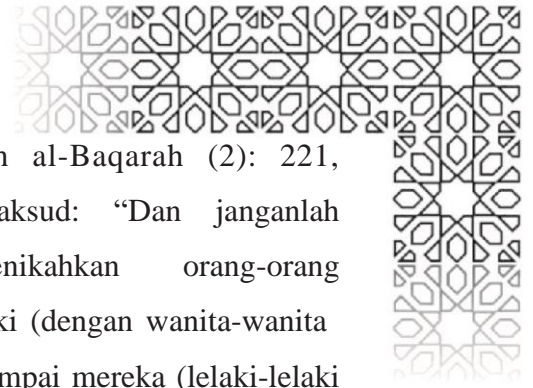 n al-Baqarah (2): 221,
aksud: “Dan janganlah
enikahkan orang-orang
ki (dengan wanita-wanita
mpai mereka (lelaki-lelaki